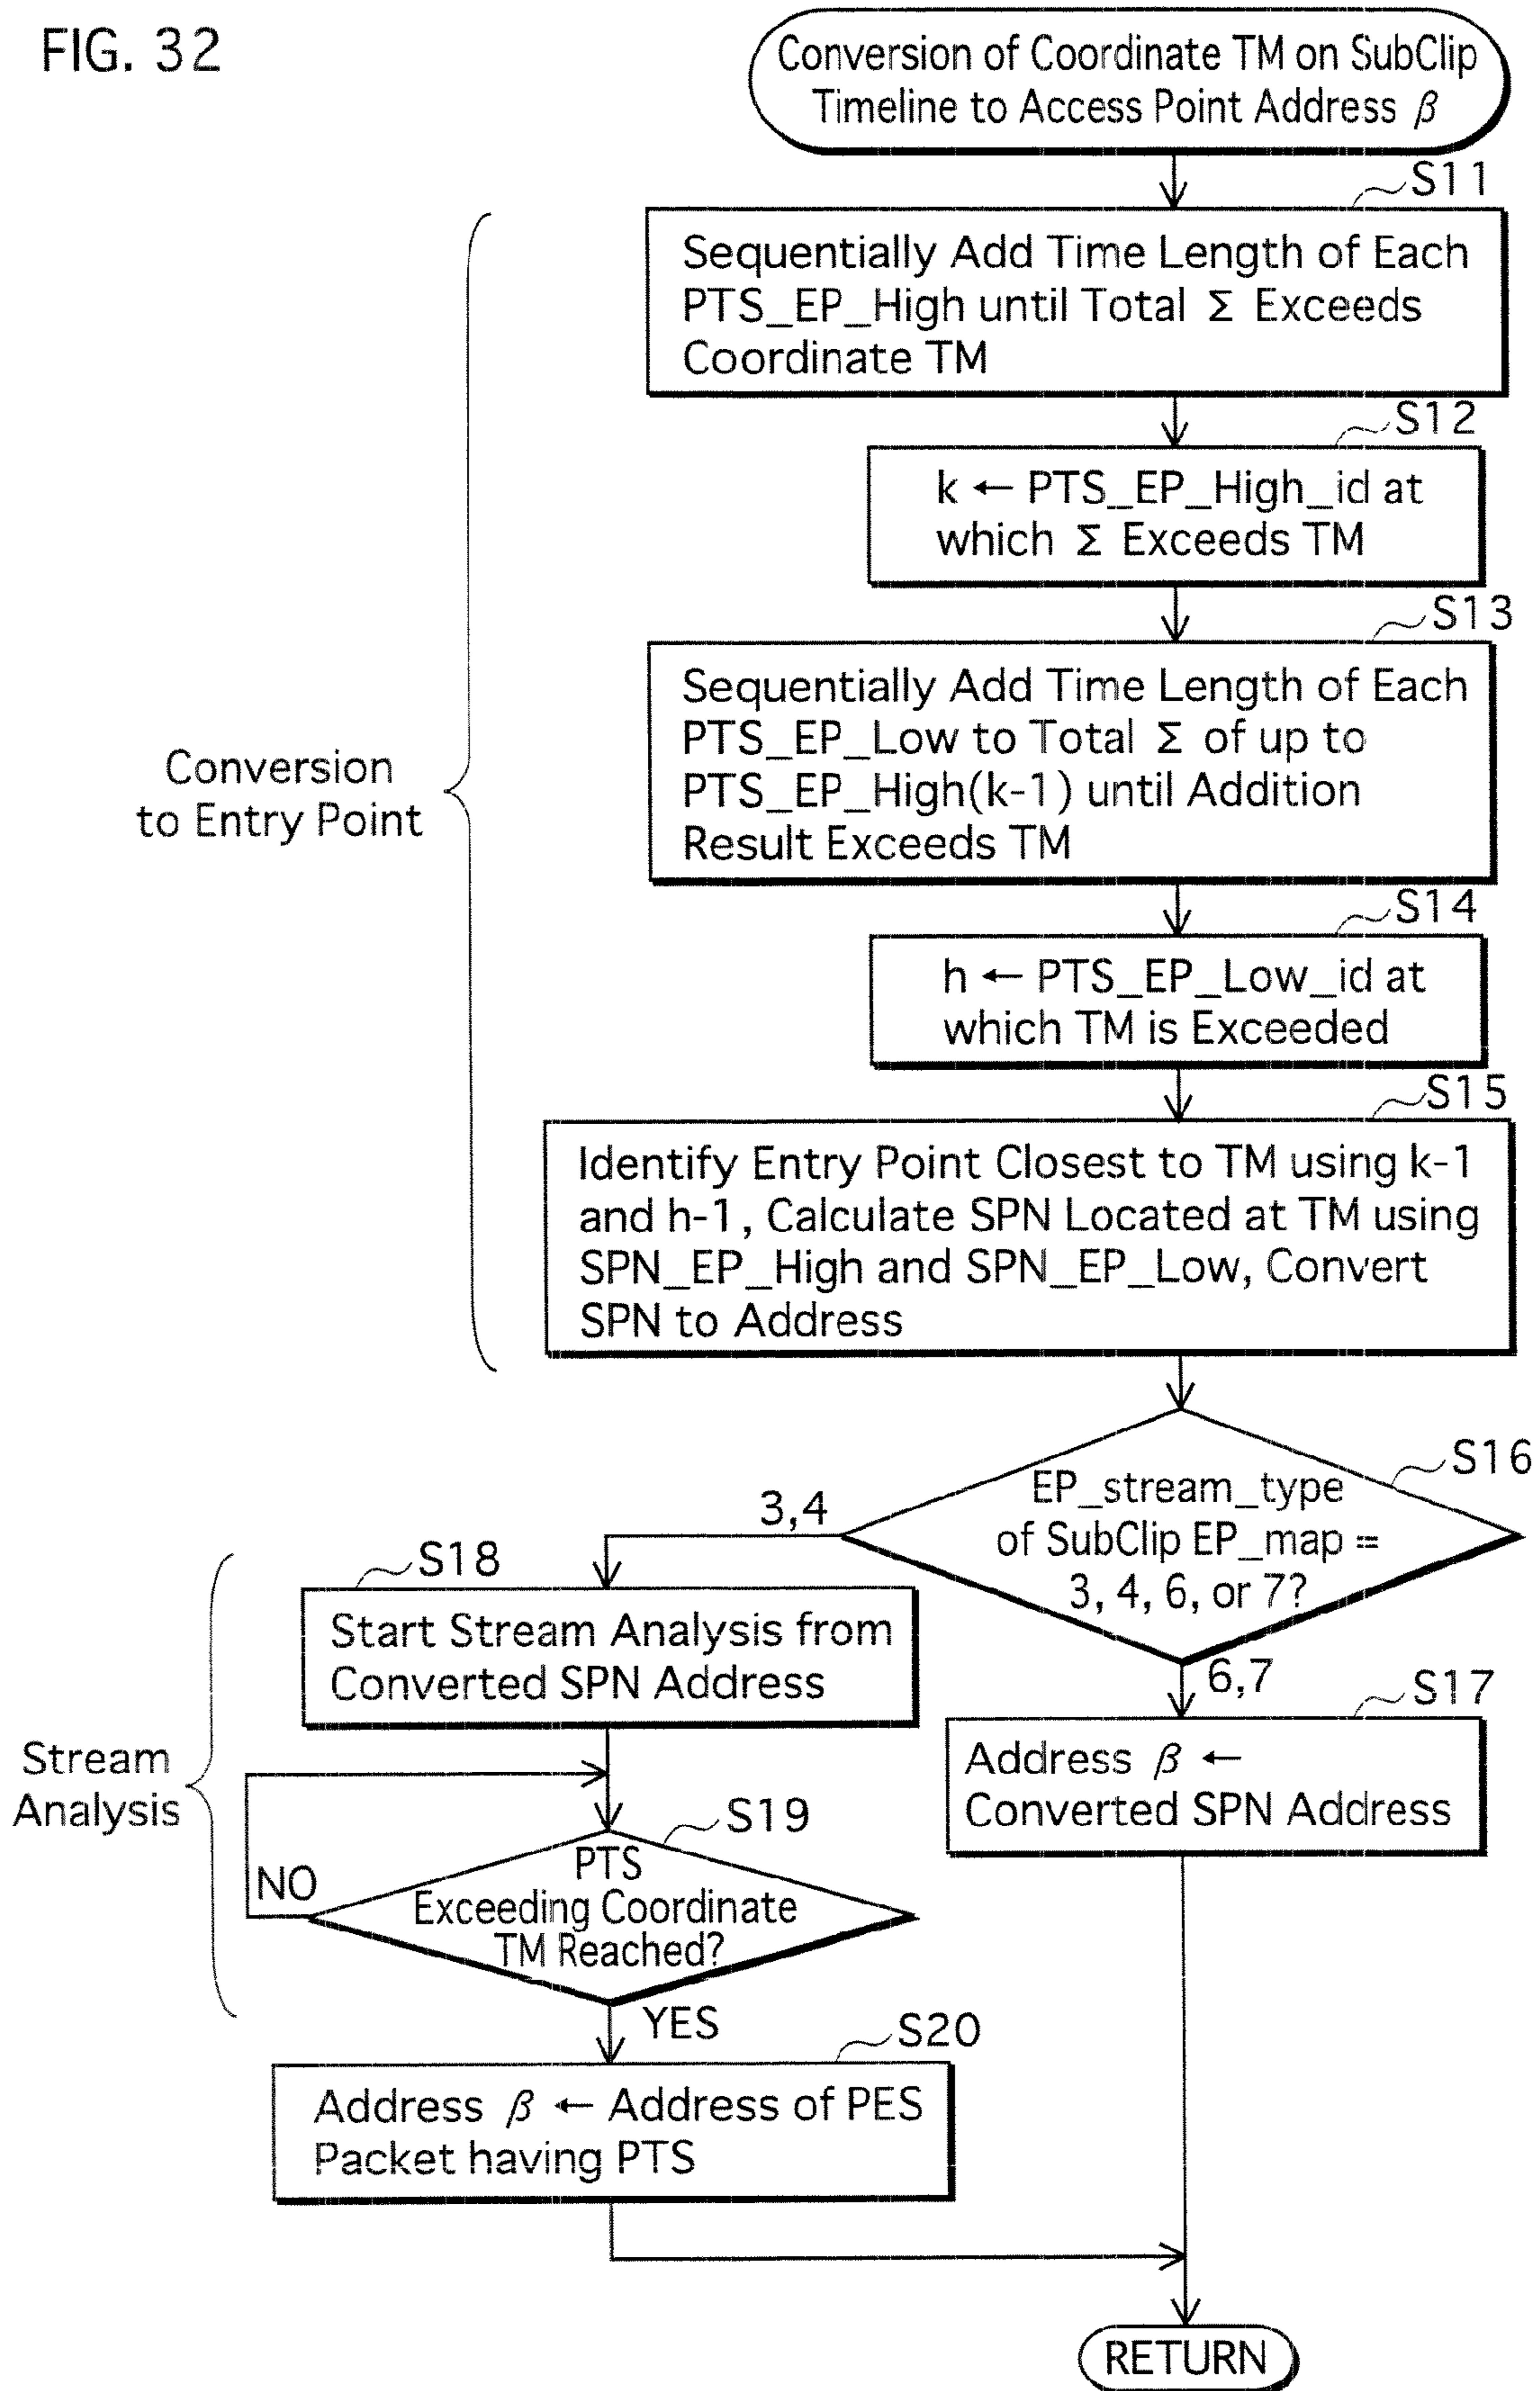 FIG. 32
Conversion of Coordinate TM on SubClip
Timeline to Access Point Address β
S11
Sequentially Add Time Length of Each
PTS_EP_High until Total Σ Exceeds
Coordinate TM
S12
k ← PTS_EP_High_id at
which Σ Exceeds TM
S13
Sequentially Add Time Length of Each
PTS_EP_Low to Total Σ of up to
PTS_EP_High(k-1) until Addition
Result Exceeds TM
Conversion
to Entry Point
S14
h ← PTS_EP_Low_id at
which TM is Exceeded
S15
Identify Entry Point Closest to TM using k-1
and h-1, Calculate SPN Located at TM using
SPN_EP_High and SPN_EP_Low, Convert
SPN to Address
S16
EP_stream_type
of SubClip EP_map =
3, 4, 6, or 7?
3,4
6,7
S18
Start Stream Analysis from
Converted SPN Address
S17
Address β ←
Converted SPN Address
Stream
Analysis
S19
PTS
Exceeding Coordinate
TM Reached?
NO
YES
S20
Address β ← Address of PES
Packet having PTS
RETURN